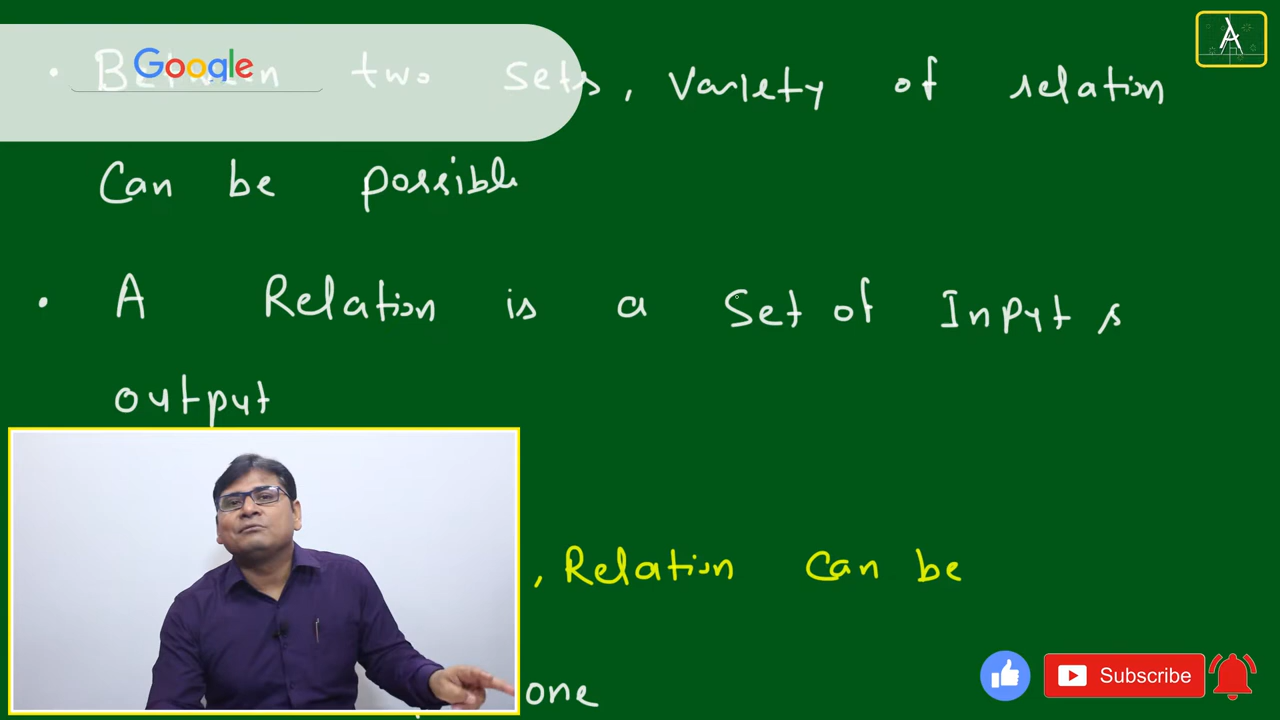 Google
• Between two Sets, Variety of relation
Can be possible
• A Relation is a Set of Input s
output
, Relation Can be
one
Subscribe